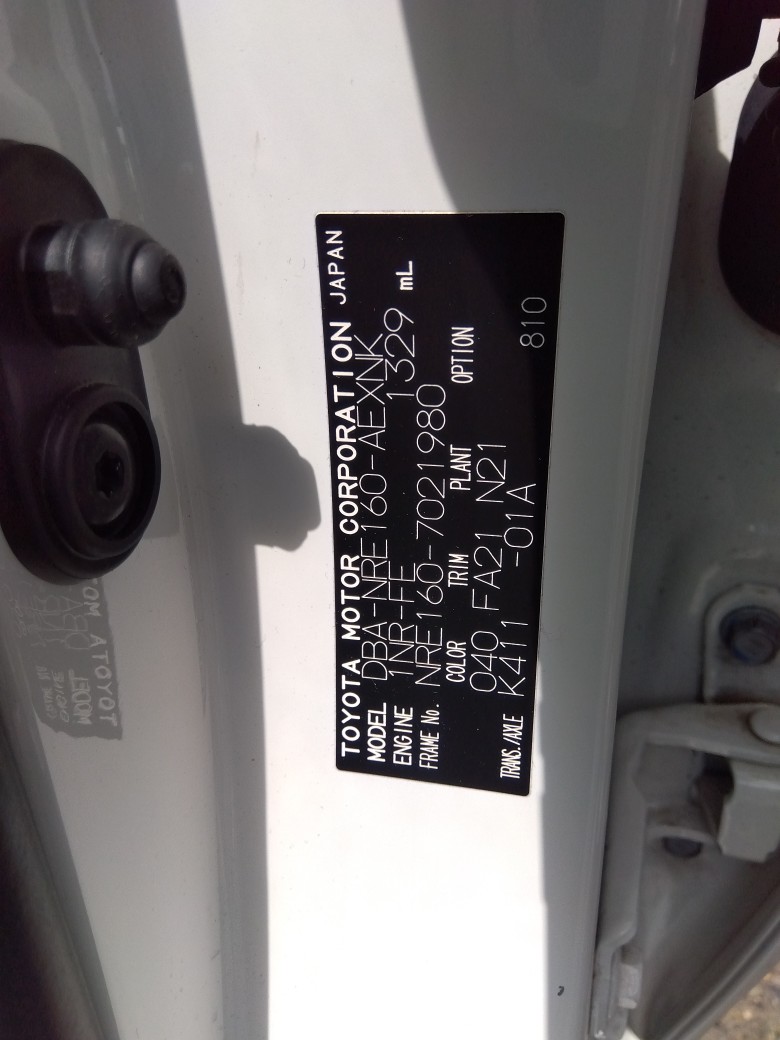 TOYOTA MOTOR CORPORATION JAPAN
MODEL DBA-NRE160-AEXNK
ENGINE 1NR-FE 1329 mL
FRAME No. NRE160-7021980
COLOR TRIM PLANT OPTION
040 FA21 N21
TRANS./AXLE K411 -01A
810